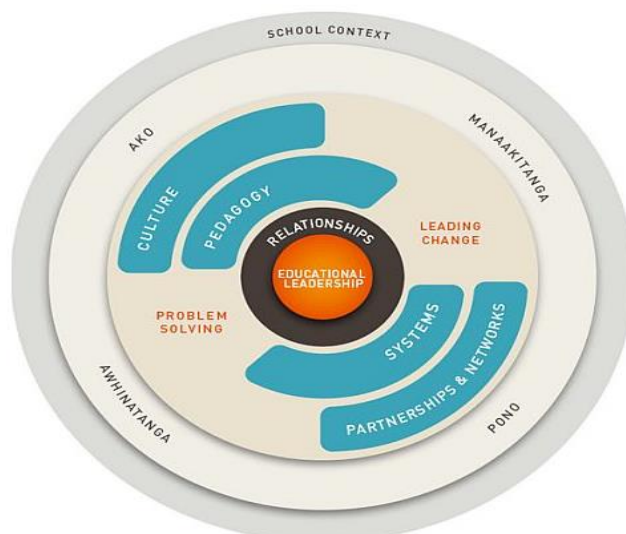 SCHOOL CONTEXT
AKO
MANAAKITANGA
CULTURE
PEDAGOGY
RELATIONSHIPS
EDUCATIONAL
LEADERSHIP
LEADING
CHANGE
PROBLEM
SOLVING
SYSTEMS
PARTNERSHIPS & NETWORKS
AWHINATANGA
PONO